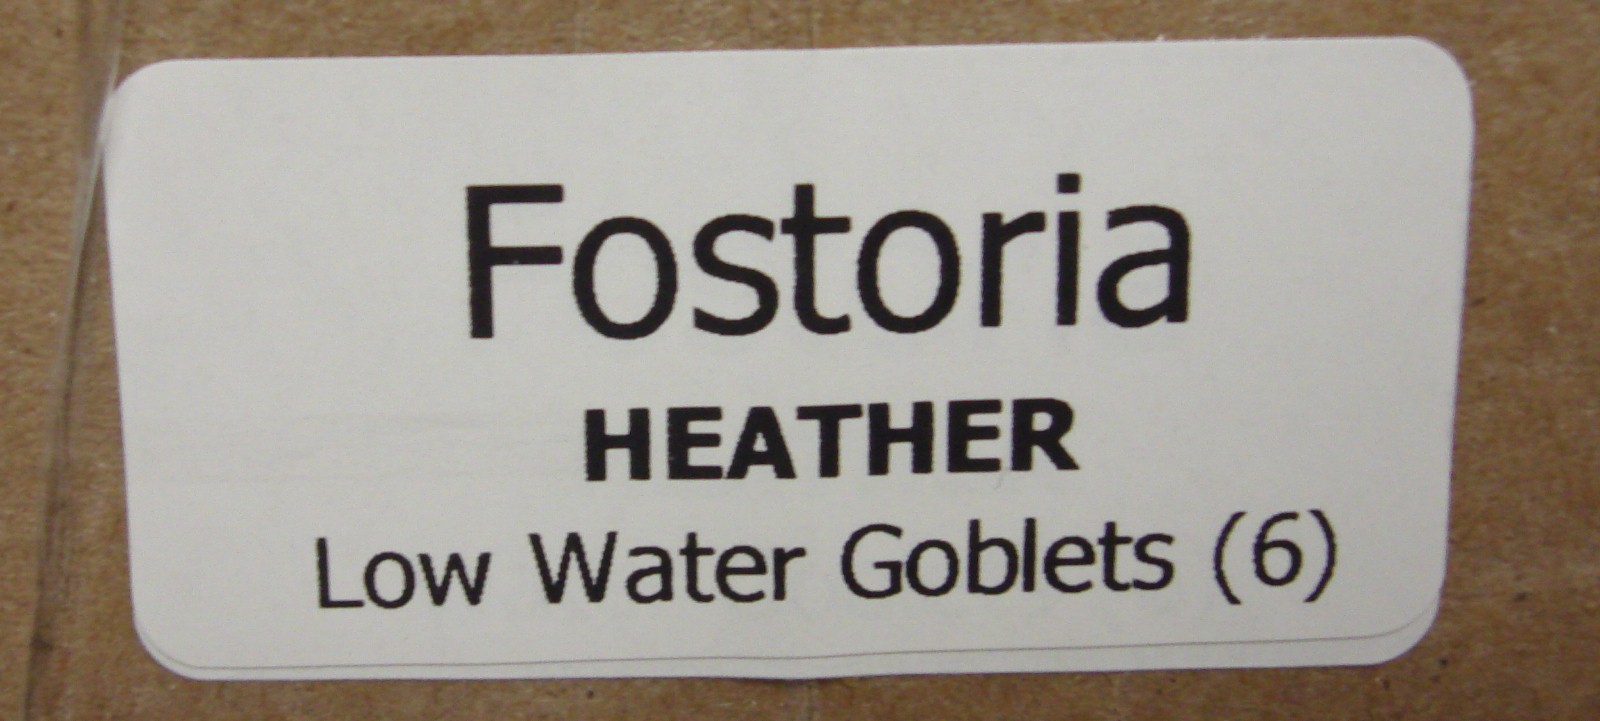 Fostoria
HEATHER
Low Water Goblets (6)